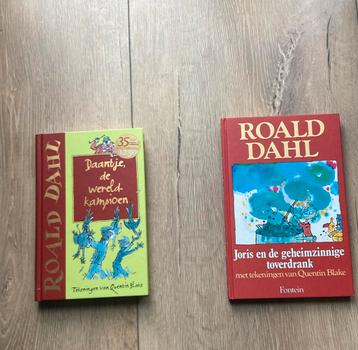 ROALD DAHL
35
Daantje,
de
wereld-
kampioen
Tekeningen van Quentin Blake
ROALD
DAHL
Joris en de geheimzinnige
toverdrank
met tekeningen van Quentin Blake
Fontein